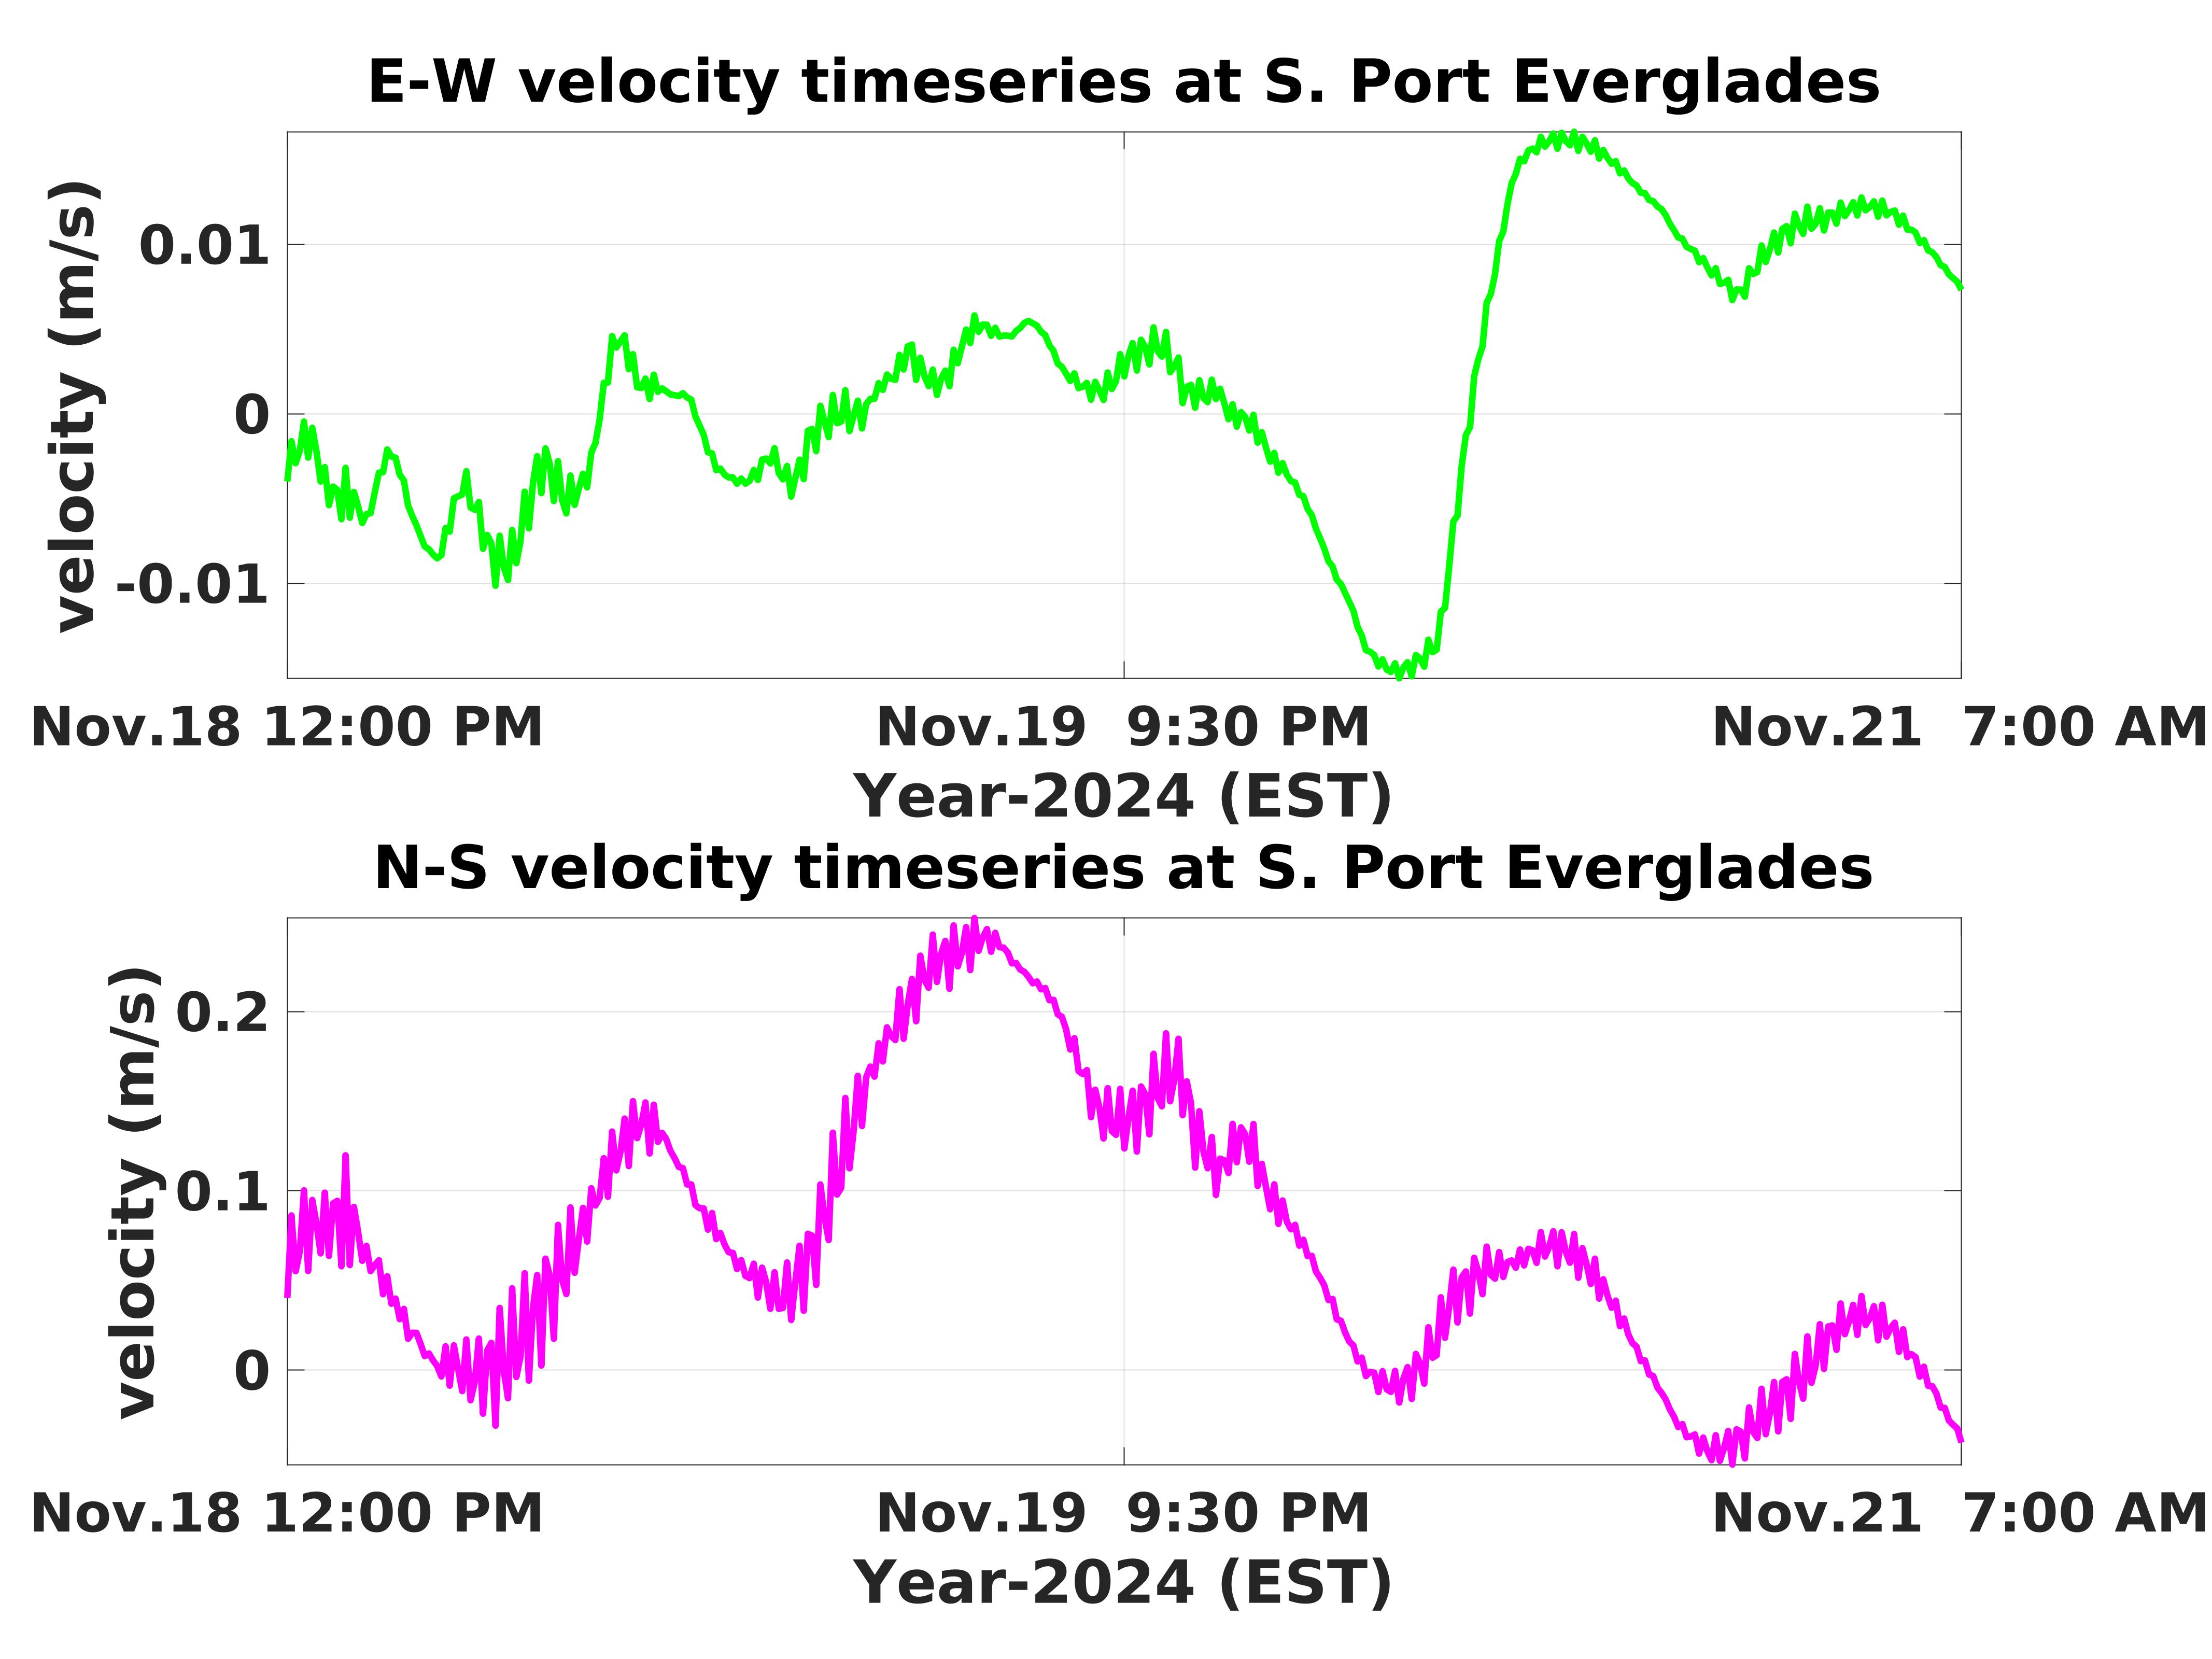 E-W velocity timeseries at S. Port Everglades
velocity (m/s)
0.01
0
-0.01
Nov.18 12:00 PM Nov.19  9:30 PM Nov.21  7:00 AM
Year-2024 (EST)
N-S velocity timeseries at S. Port Everglades
velocity (m/s)
0.2
0.1
0
Nov.18 12:00 PM Nov.19  9:30 PM Nov.21  7:00 AM
Year-2024 (EST)